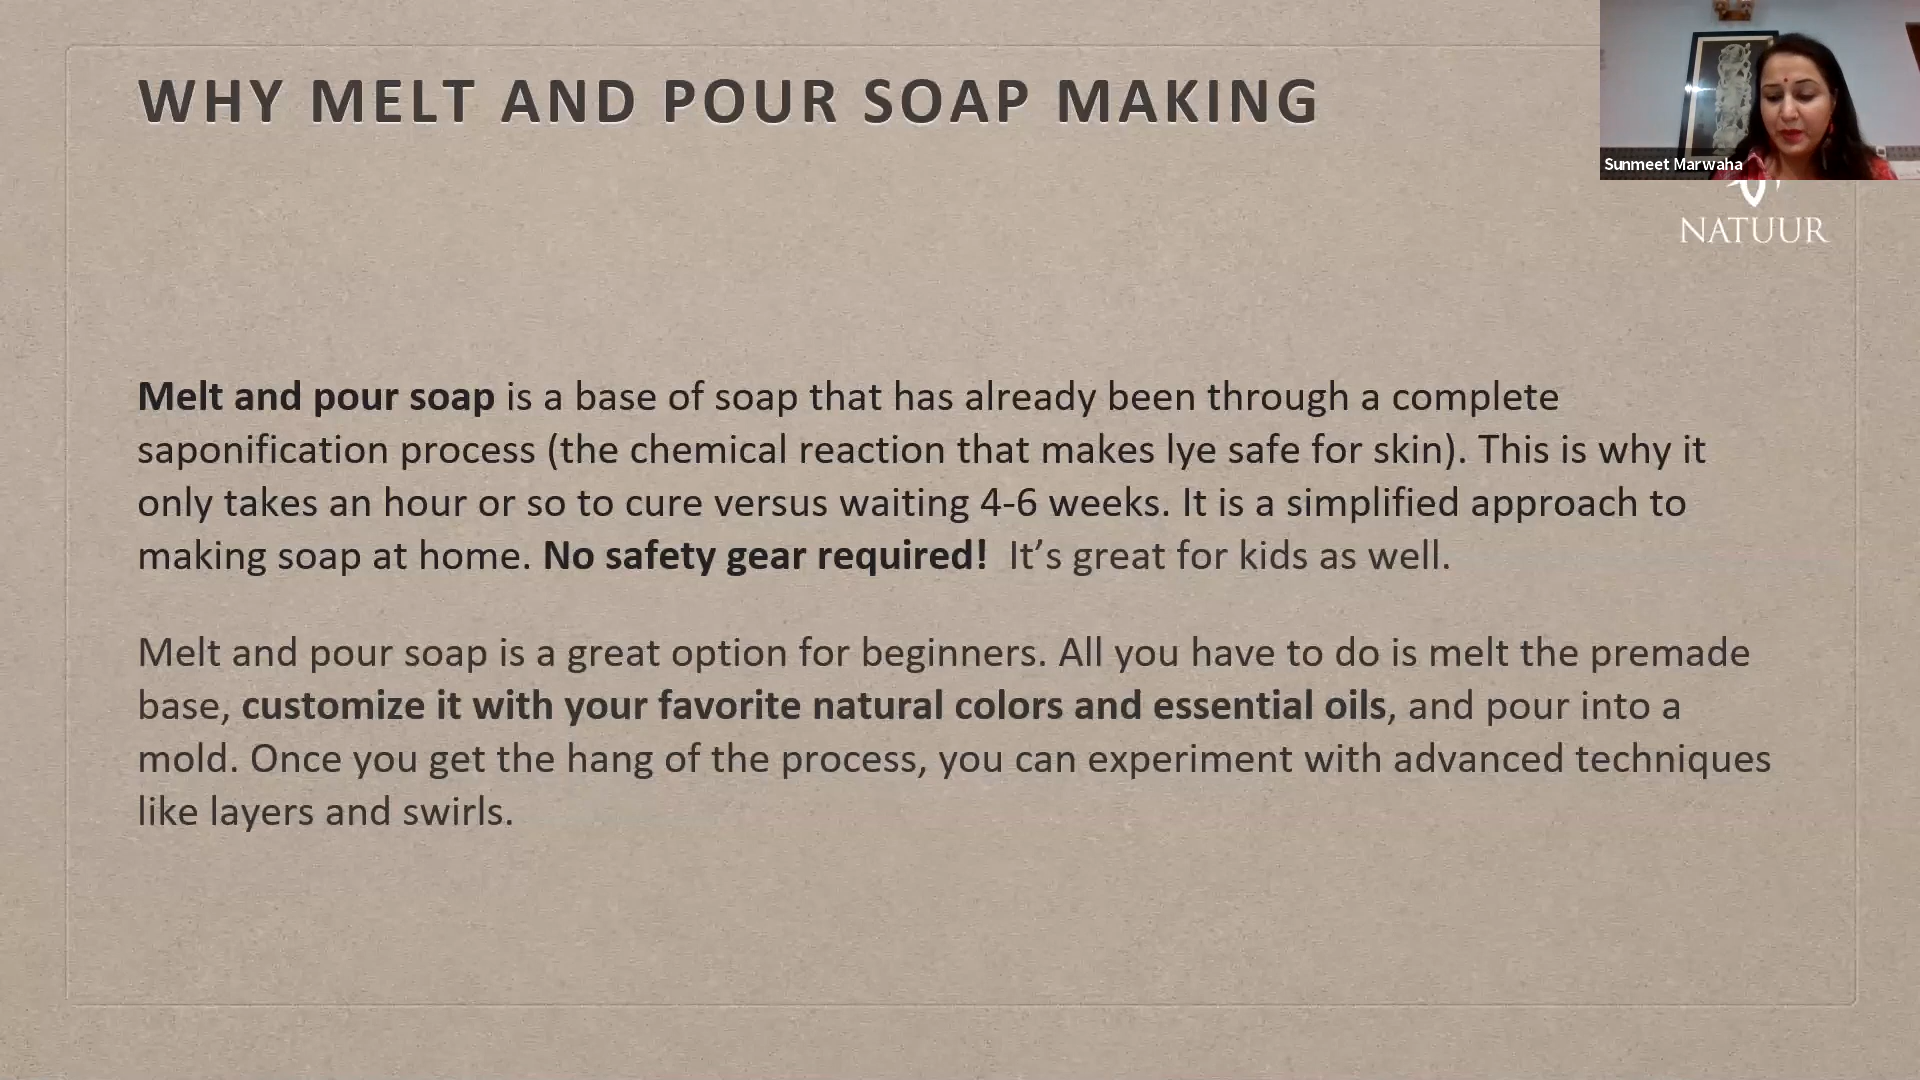 WHY MELT AND POUR SOAP MAKING
Sunmeet Marwaha
NATUUR
Melt and pour soap is a base of soap that has already been through a complete
saponification process (the chemical reaction that makes lye safe for skin). This is why it
only takes an hour or so to cure versus waiting 4-6 weeks. It is a simplified approach to
making soap at home. No safety gear required!  It’s great for kids as well.
Melt and pour soap is a great option for beginners. All you have to do is melt the premade
base, customize it with your favorite natural colors and essential oils, and pour into a
mold. Once you get the hang of the process, you can experiment with advanced techniques
like layers and swirls.